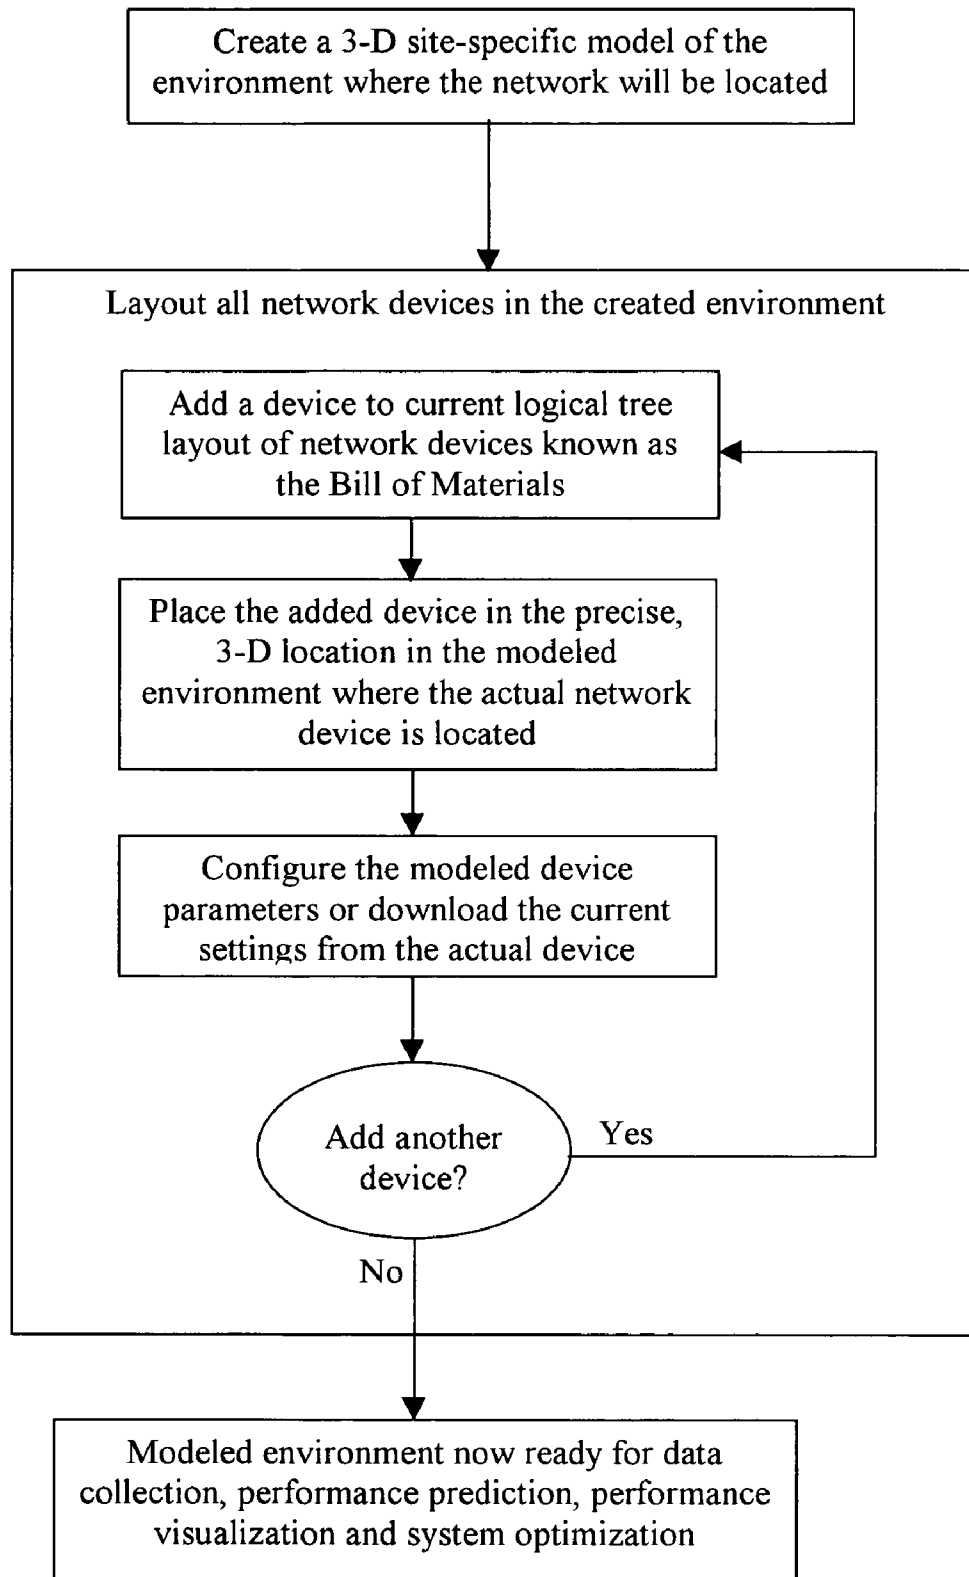 Create a 3-D site-specific model of the
environment where the network will be located
Layout all network devices in the created environment
Add a device to current logical tree
layout of network devices known as
the Bill of Materials
Place the added device in the precise,
3-D location in the modeled
environment where the actual network
device is located
Configure the modeled device
parameters or download the current
settings from the actual device
Add another
device?
Yes
No
Modeled environment now ready for data
collection, performance prediction, performance
visualization and system optimization